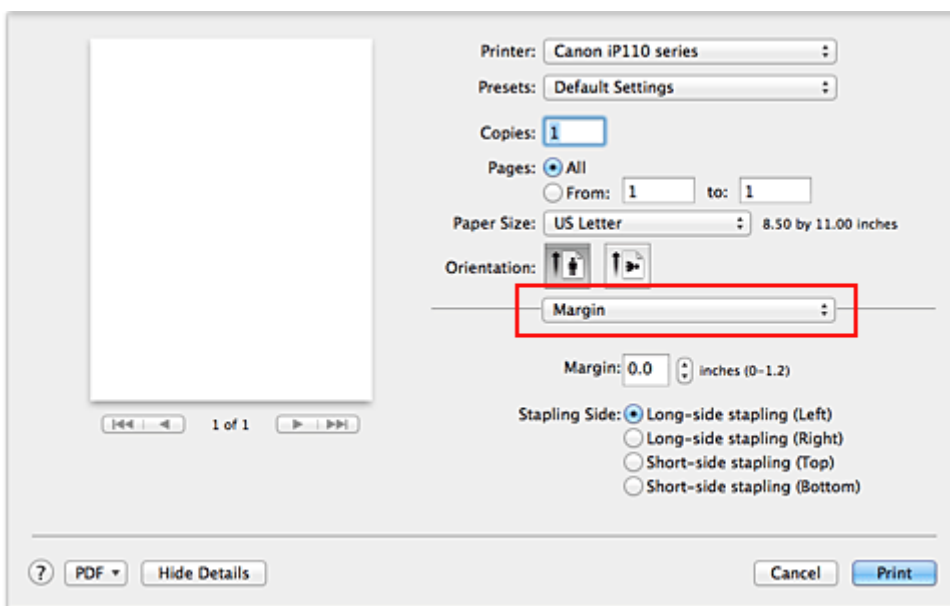 Printer: Canon iP110 series
Presets: Default Settings
Copies: 1
Pages: All
From: 1 to: 1
Paper Size: US Letter 8.50 by 11.00 inches
Orientation:
Margin
Margin: 0.0 inches (0-1.2)
Stapling Side: Long-side stapling (Left)
Long-side stapling (Right)
Short-side stapling (Top)
Short-side stapling (Bottom)
1 of 1
? PDF Hide Details Cancel Print